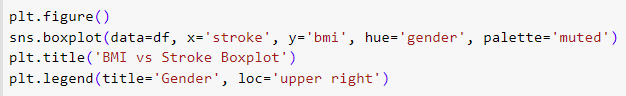 plt.figure()
sns.boxplot(data=df, x='stroke', y='bmi', hue='gender', palette='muted')
plt.title('BMI vs Stroke Boxplot')
plt.legend(title='Gender', loc='upper right')